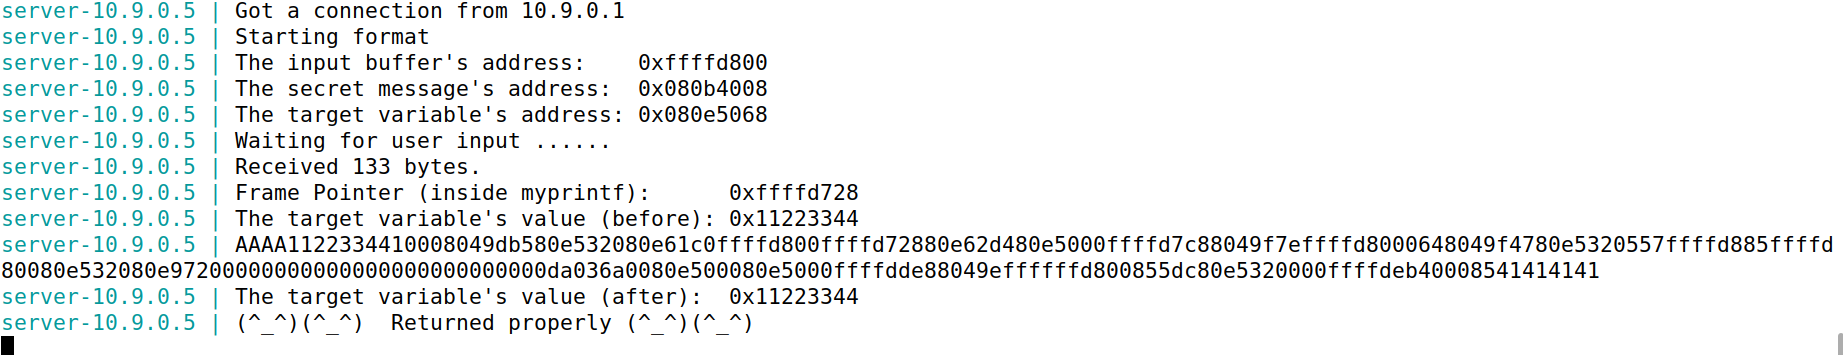 server-10.9.0.5 | Got a connection from 10.9.0.1
server-10.9.0.5 | Starting format
server-10.9.0.5 | The input buffer's address:    0xffffd800
server-10.9.0.5 | The secret message's address:  0x080b4008
server-10.9.0.5 | The target variable's address: 0x080e5068
server-10.9.0.5 | Waiting for user input ......
server-10.9.0.5 | Received 133 bytes.
server-10.9.0.5 | Frame Pointer (inside myprintf):      0xffffd728
server-10.9.0.5 | The target variable's value (before): 0x11223344
server-10.9.0.5 | AAAA1122334410008049db580e532080e61c0ffffd800ffffd72880e62d480e5000ffffd7c88049f7effffd8000648049f4780e5320557ffffd885ffffd
80080e532080e9720000000000000000000000000da036a0080e500080e5000ffffdde88049effffffd800855dc80e5320000ffffdeb40008541414141
server-10.9.0.5 | The target variable's value (after):  0x11223344
server-10.9.0.5 | (^_^)(^_^)  Returned properly (^_^)(^_^)